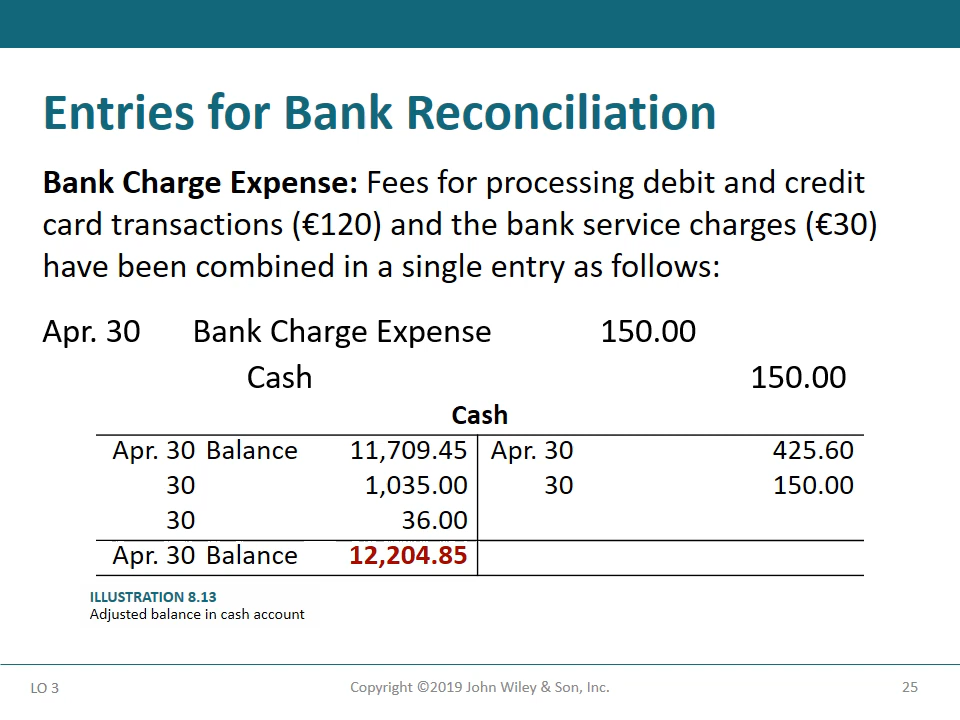 Entries for Bank Reconciliation
Bank Charge Expense: Fees for processing debit and credit
card transactions (€120) and the bank service charges (€30)
have been combined in a single entry as follows:
Apr. 30 Bank Charge Expense 150.00
Cash 150.00
Cash
Apr. 30 Balance 11,709.45 Apr. 30 425.60
30 1,035.00 30 150.00
30 36.00
Apr. 30 Balance 12,204.85
ILLUSTRATION 8.13
Adjusted balance in cash account
LO 3 Copyright ©2019 John Wiley & Son, Inc. 25